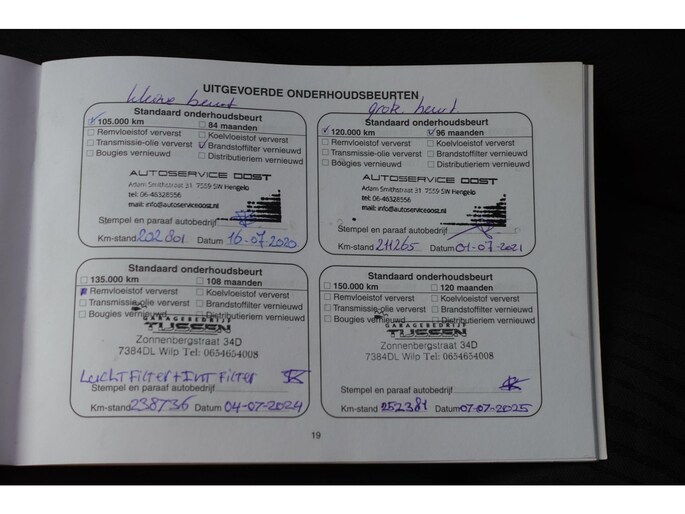 UITGEVOERDE ONDERHOUDSBEURTEN
kleine beurt
Standaard onderhoudsbeurt
105.000 km 84 maanden
Remvloeistof ververst Koelvloeistof ververst
Transmissie-olie ververst Brandstoffilter vernieuwd
Bougies vernieuwd Distributieriem vernieuwd
AUTOSERVICE OOST
Adam Smithstraat 31 7559 SW Hengelo
tel: 06-46328556
mail: info@autoserviceoost.nl
Stempel en paraaf autobedrijf
Km-stand 202801 Datum 16-07-2020
grote beurt
Standaard onderhoudsbeurt
120.000 km 96 maanden
Remvloeistof ververst Koelvloeistof ververst
Transmissie-olie ververst Brandstoffilter vernieuwd
Bougies vernieuwd Distributieriem vernieuwd
AUTOSERVICE OOST
Adam Smithstraat 31 7559 SW Hengelo
tel: 06-46328556
mail: info@autoserviceoost.nl
Stempel en paraaf autobedrijf
Km-stand 211265 Datum 01-07-2021
Standaard onderhoudsbeurt
135.000 km 108 maanden
Remvloeistof ververst Koelvloeistof ververst
Transmissie-olie ververst Brandstoffilter vernieuwd
Bougies vernieuwd Distributieriem vernieuwd
GARAGEBEDRIJF
Zonnenbergstraat 34D
7384DL Wilp Tel: 0654654008
LuchtFilter+IntFilter
Stempel en paraaf autobedrijf
Km-stand 238736 Datum 04-07-2024
Standaard onderhoudsbeurt
150.000 km 120 maanden
Remvloeistof ververst Koelvloeistof ververst
Transmissie-olie ververst Brandstoffilter vernieuwd
Bougies vernieuwd Distributieriem vernieuwd
GARAGEBEDRIJF
Zonnenbergstraat 34D
7384DL Wilp Tel: 0654654008
Stempel en paraaf autobedrijf
Km-stand 252381 Datum 07-07-2025
19